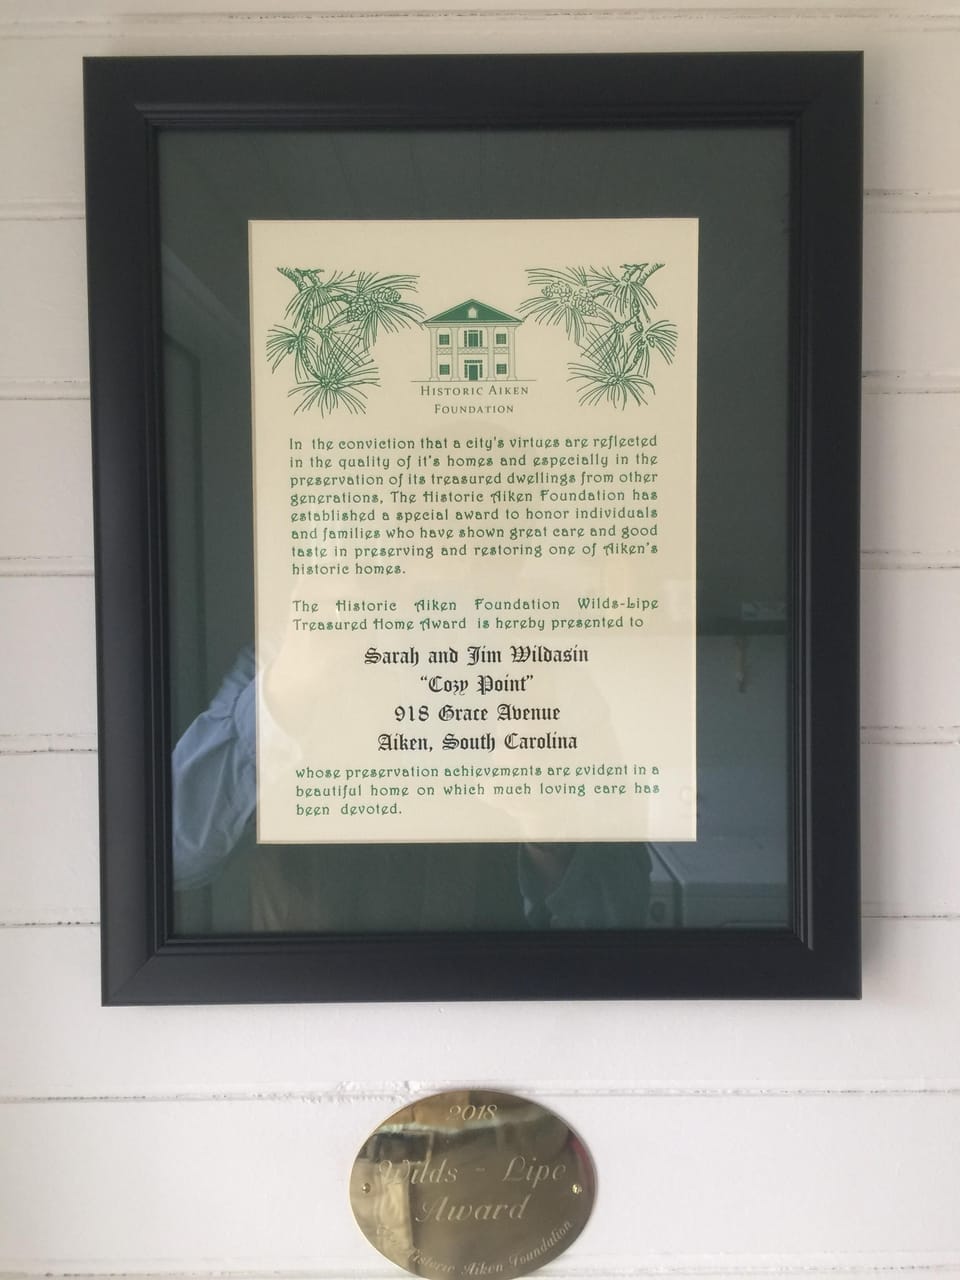 HISTORIC AIKEN
FOUNDATION
In the conviction that a city's virtues are reflected
in the quality of it's homes and especially in the
preservation of its treasured dwellings from other
generations, The Historic Aiken Foundation has
established a special award to honor individuals
and families who have shown great care and good
taste in preserving and restoring one of Aiken's
historic homes.
The Historic Aiken Foundation Wilds-Lipe
Treasured Home Award is hereby presented to
Sarah and Jim Wildasin
“Cozy Point”
918 Grace Avenue
Aiken, South Carolina
whose preservation achievements are evident in a
beautiful home on which much loving care has
been devoted.
2018
Wilds - Lipe
Award
The Historic Aiken Foundation